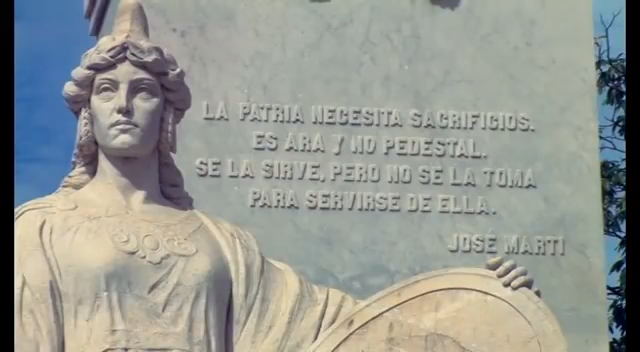 LA PATRIA NECESITA SACRIFICIOS.
ES ARA Y NO PEDESTAL.
SE LA SIRVE, PERO NO SE LA TOMA
PARA SERVIRSE DE ELLA.
JOSÉ MARTI